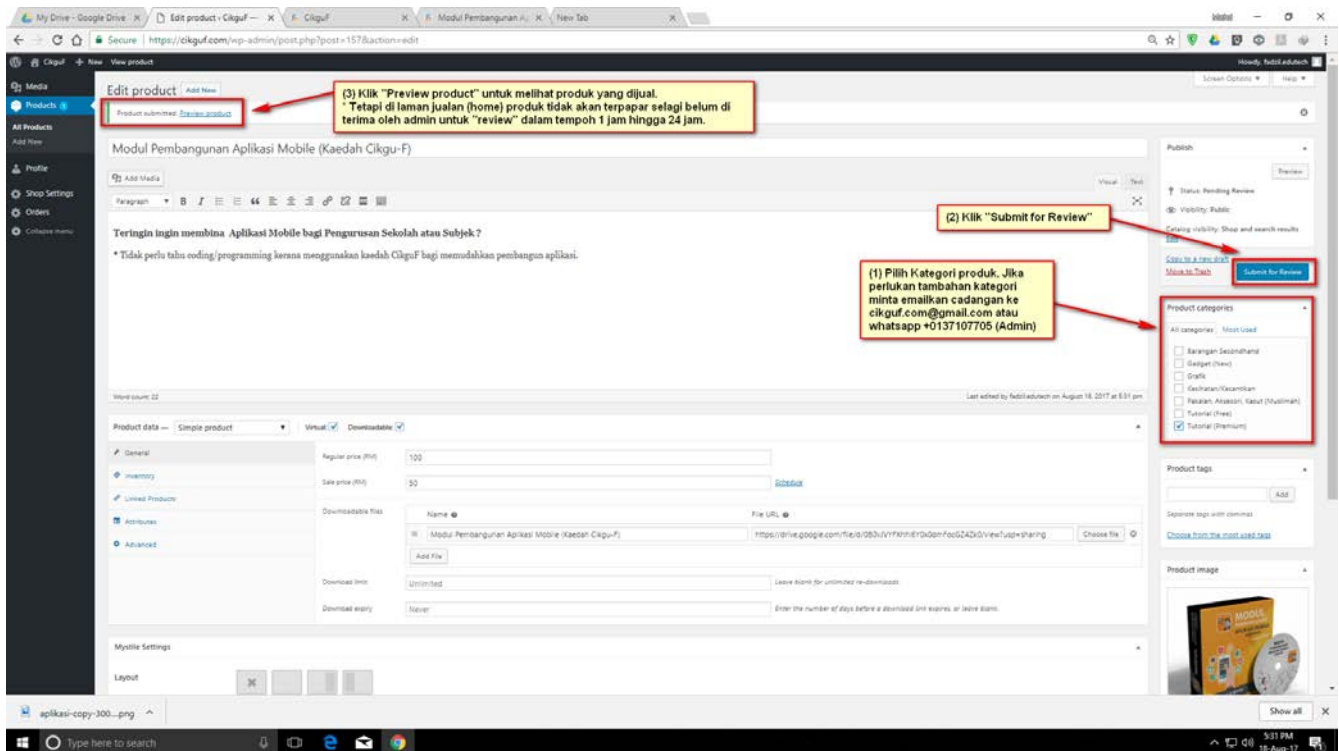 My Drive - Google Drive
Edit product ‹ CikguF —
CikguF
Modul Pembangunan A
New Tab
Secure | https://cikguf.com/wp-admin/post.php?post=157&action=edit
CikguF
New
View product
Howdy, fadzil.edutech
Screen Options
Help
Media
Products
All Products
Add New
Profile
Shop Settings
Orders
Collapse menu
Edit product
Add New
Product submitted. Preview product
(3) Klik "Preview product" untuk melihat produk yang dijual.
* Tetapi di laman jualan (home) produk tidak akan terpapar selagi belum di
terima oleh admin untuk "review" dalam tempoh 1 jam hingga 24 jam.
Modul Pembangunan Aplikasi Mobile (Kaedah Cikgu-F)
Add Media
Visual
Text
Paragraph
Teringin ingin membina Aplikasi Mobile bagi Pengurusan Sekolah atau Subjek ?
* Tidak perlu tahu coding/programming kerana menggunakan kaedah CikguF bagi memudahkan pembangun aplikasi.
(2) Klik "Submit for Review"
(1) Pilih Kategori produk. Jika
perlukan tambahan kategori
minta emailkan cadangan ke
cikguf.com@gmail.com atau
whatsapp +0137107705 (Admin)
Word count: 22
Last edited by fadzil.edutech on August 18, 2017 at 5:31 pm
Publish
Preview
Status: Pending Review
Visibility: Public
Catalog visibility: Shop and search results
Edit
Copy to a new draft
Move to Trash
Submit for Review
Product categories
All categories
Most Used
Barangan Secondhand
Gadget (New)
Grafik
Kesihatan/Kecantikan
Pakaian, Aksesori, Kasut (Muslimah)
Tutorial (Free)
Tutorial (Premium)
Product data —
Simple product
Virtual
Downloadable
General
Inventory
Linked Products
Attributes
Advanced
Regular price (RM)
100
Sale price (RM)
50
Schedule
Downloadable files
Name
File URL
Modul Pembangunan Aplikasi Mobile (Kaedah Cikgu-F)
Choose file
Add File
Download limit
Unlimited
Leave blank for unlimited re-downloads.
Download expiry
Never
Enter the number of days before a download link expires, or leave blank.
Product tags
Add
Separate tags with commas
Choose from the most used tags
Product image
MODUL
Mystile Settings
Layout
aplikasi-copy-300....png
Show all
Type here to search
5:31 PM
18-Aug-17